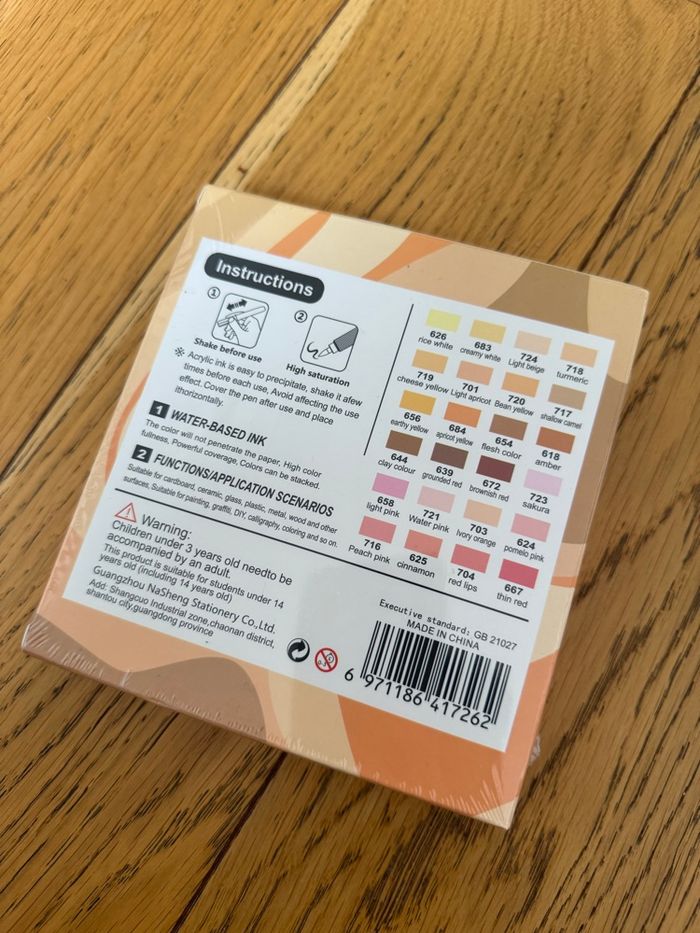 Instructions
①
②
Shake before use
High saturation
※ Acrylic ink is easy to precipitate, shake it afew
times before each use, Avoid affecting the use
effect. Cover the pen after use and place
ithorizontally.
1 WATER-BASED INK
The color will not penetrate the paper, High color
fullness, Powerful coverage, Colors can be stacked.
2 FUNCTIONS/APPLICATION SCENARIOS
Suitable for cardboard, ceramic, glass, plastic, metal, wood and other
surfaces, Suitable for painting, graffiti, DIY, calligraphy, coloring and so on.
626 683 724 718
rice white creamy white Light beige turmeric
719 701 720 717
cheese yellow Light apricot Bean yellow shallow camel
656 684 654 618
earthy yellow apricot yellow flesh color amber
644 639 672 723
clay colour grounded red brownish red sakura
658 721 703 624
light pink Water pink Ivory orange pomelo pink
716 625 704 667
Peach pink cinnamon red lips thin red
Warning:
Children under 3 years old needto be
accompanied by an adult.
This product is suitable for students under 14
years old (including 14 years old)
Guangzhou NaSheng Stationery Co.,Ltd.
Add: Shangcuo Industrial zone,chaonan district,
shantou city,guangdong province
0-3
Executive standard: GB 21027
MADE IN CHINA
6 971186 417262